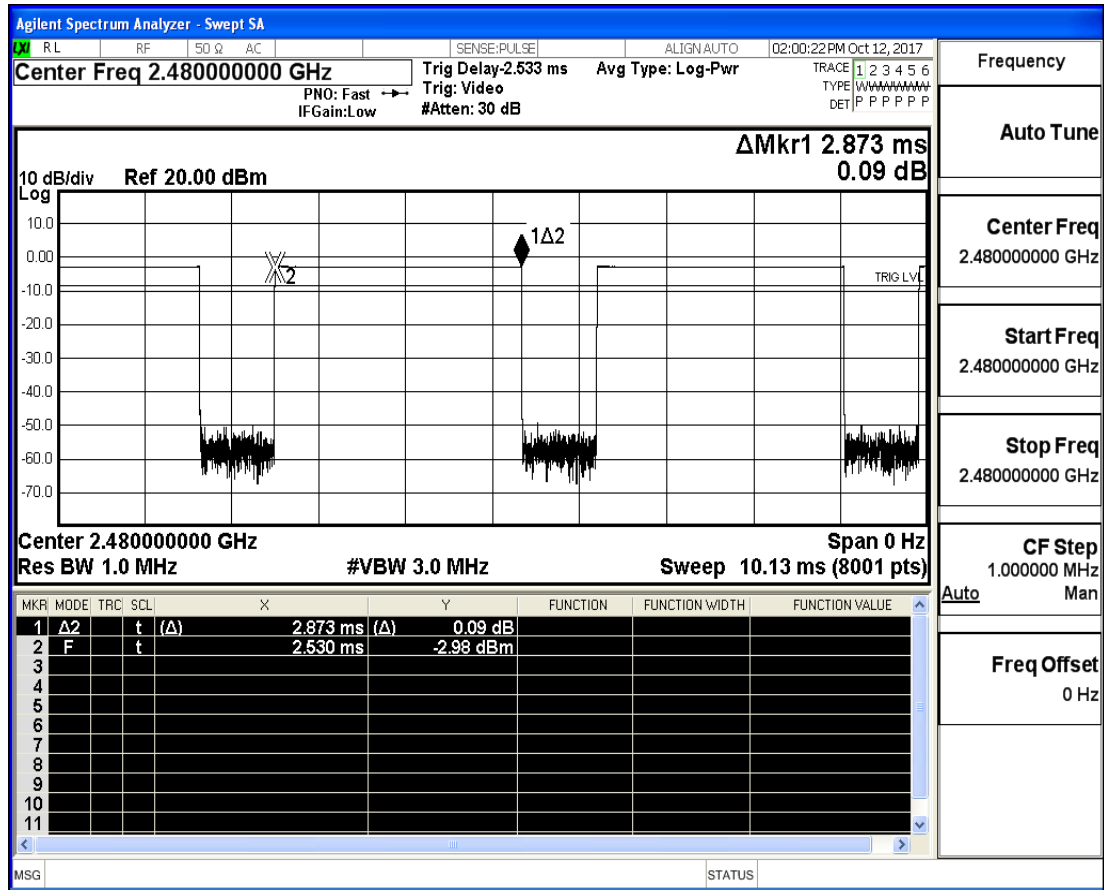 Agilent Spectrum Analyzer - Swept SA
LXI RL RF 50 Ω AC SENSE:PULSE ALIGN AUTO 02:00:22 PM Oct 12, 2017
Center Freq 2.480000000 GHz
PNO: Fast
IFGain:Low
Trig Delay-2.533 ms
Trig: Video
#Atten: 30 dB
Avg Type: Log-Pwr
TRACE 1 2 3 4 5 6
TYPE WWWWWW
DET P P P P P P
ΔMkr1 2.873 ms
0.09 dB
10 dB/div Ref 20.00 dBm
Log
10.0
0.00
-10.0
-20.0
-30.0
-40.0
-50.0
-60.0
-70.0
1Δ2
2
TRIG LVL
Center 2.480000000 GHz Span 0 Hz
Res BW 1.0 MHz #VBW 3.0 MHz Sweep 10.13 ms (8001 pts)
MKR MODE TRC SCL X Y FUNCTION FUNCTION WIDTH FUNCTION VALUE
1 Δ2 t (Δ) 2.873 ms (Δ) 0.09 dB
2 F t 2.530 ms -2.98 dBm
3
4
5
6
7
8
9
10
11
MSG STATUS
Frequency
Auto Tune
Center Freq
2.480000000 GHz
Start Freq
2.480000000 GHz
Stop Freq
2.480000000 GHz
CF Step
1.000000 MHz
Auto Man
Freq Offset
0 Hz